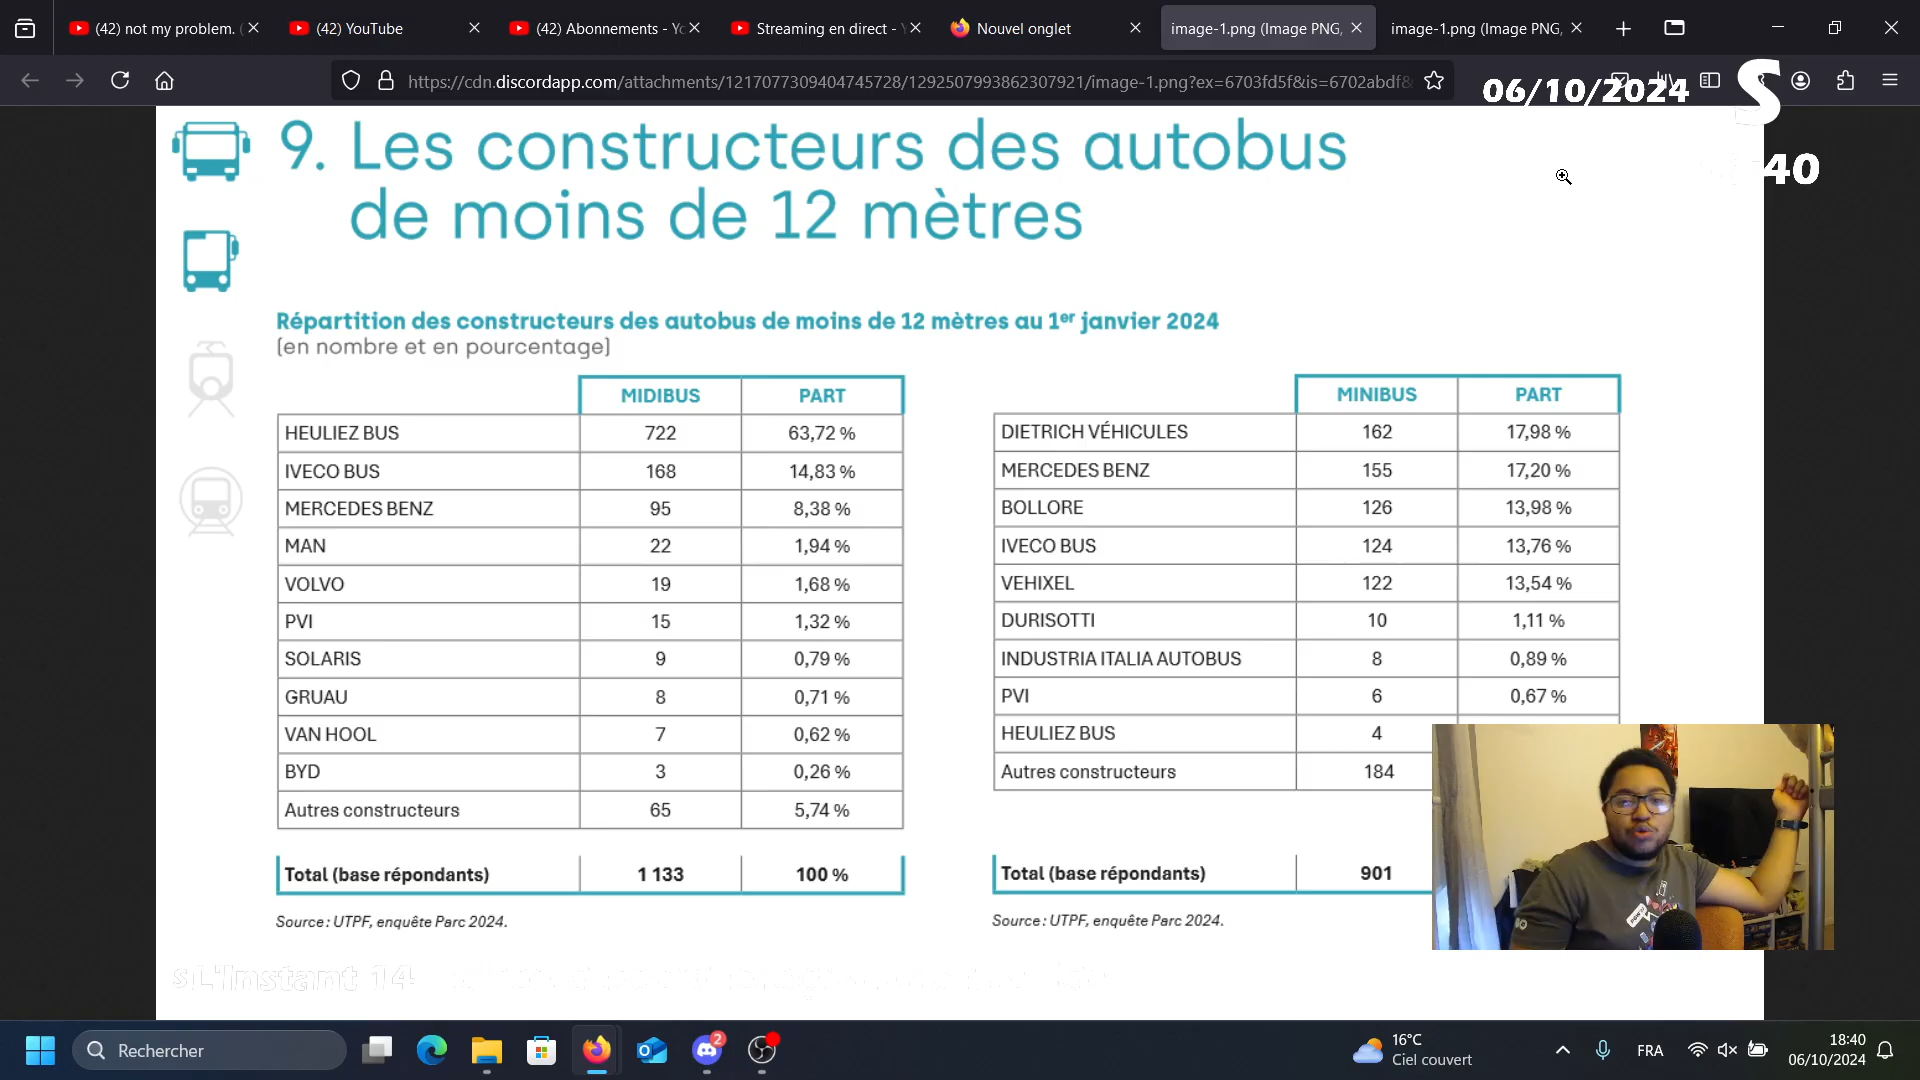 (42) not my problem. (
(42) YouTube
(42) Abonnements - Yo
Streaming en direct - Y
Nouvel onglet
image-1.png (Image PNG,
image-1.png (Image PNG,
https://cdn.discordapp.com/attachments/1217077309404745728/1292507993862307921/image-1.png?ex=6703fd5f&is=6702abdf&
06/10/2024
S
40
9. Les constructeurs des autobus
de moins de 12 mètres
Répartition des constructeurs des autobus de moins de 12 mètres au 1er janvier 2024
(en nombre et en pourcentage)
MIDIBUS PART
HEULIEZ BUS 722 63,72 %
IVECO BUS 168 14,83 %
MERCEDES BENZ 95 8,38 %
MAN 22 1,94 %
VOLVO 19 1,68 %
PVI 15 1,32 %
SOLARIS 9 0,79 %
GRUAU 8 0,71 %
VAN HOOL 7 0,62 %
BYD 3 0,26 %
Autres constructeurs 65 5,74 %
Total (base répondants) 1 133 100 %
Source : UTPF, enquête Parc 2024.
MINIBUS PART
DIETRICH VÉHICULES 162 17,98 %
MERCEDES BENZ 155 17,20 %
BOLLORE 126 13,98 %
IVECO BUS 124 13,76 %
VEHIXEL 122 13,54 %
DURISOTTI 10 1,11 %
INDUSTRIA ITALIA AUTOBUS 8 0,89 %
PVI 6 0,67 %
HEULIEZ BUS 4
Autres constructeurs 184
Total (base répondants) 901
Source : UTPF, enquête Parc 2024.
s L'Instant 14
Rechercher
2
16°C
Ciel couvert
FRA
18:40
06/10/2024